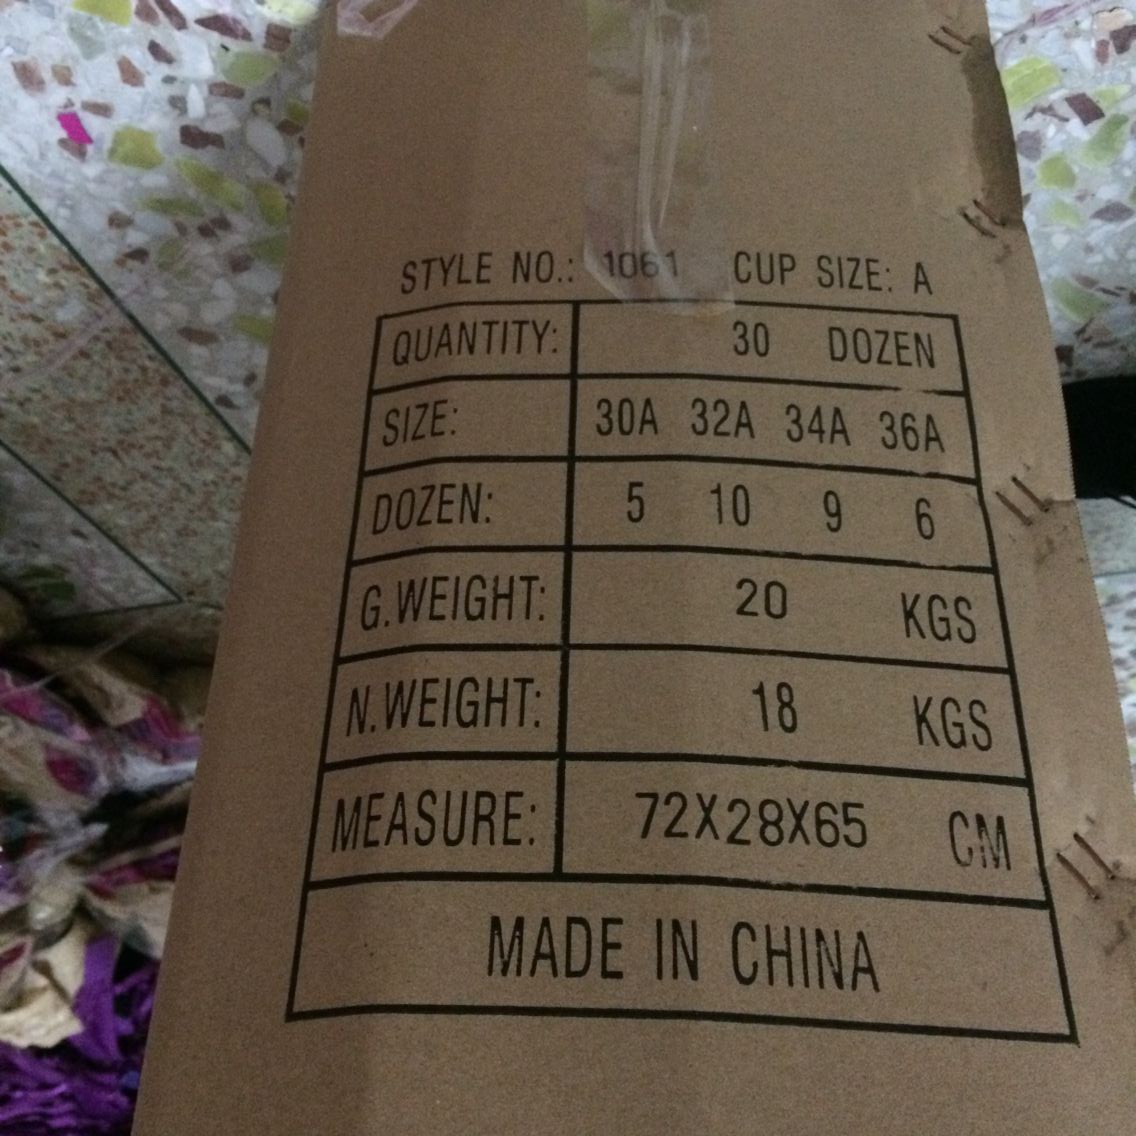 STYLE NO.: 1061 CUP SIZE: A
QUANTITY: 30 DOZEN
SIZE: 30A 32A 34A 36A
DOZEN: 5 10 9 6
G.WEIGHT: 20 KGS
N.WEIGHT: 18 KGS
MEASURE: 72X28X65 CM
MADE IN CHINA